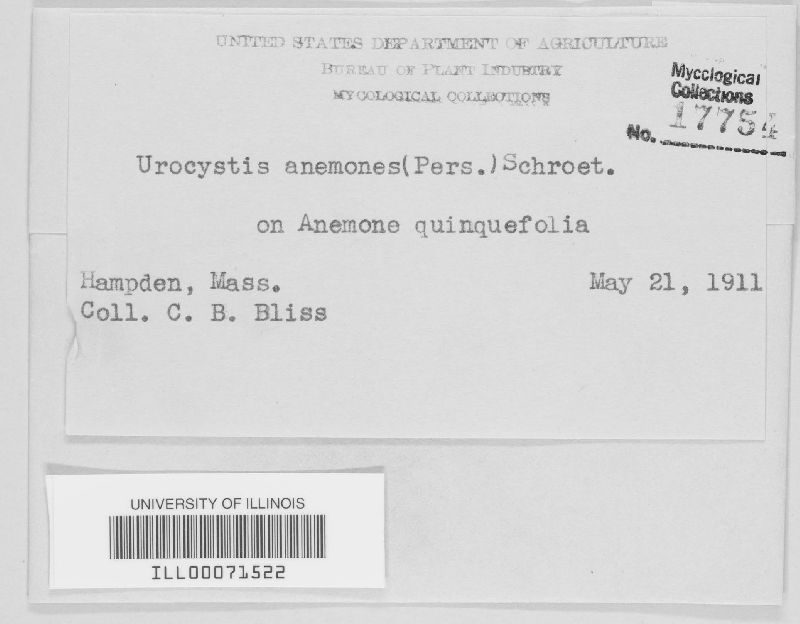 UNITED STATES DEPARTMENT OF AGRICULTURE
BUREAU OF PLANT INDUSTRY
MYCOLOGICAL COLLECTIONS
Mycological
Collections
No. 17754
Urocystis anemones(Pers.)Schroet.
on Anemone quinquefolia
Hampden, Mass. May 21, 1911
Coll. C. B. Bliss
UNIVERSITY OF ILLINOIS
ILL00071522